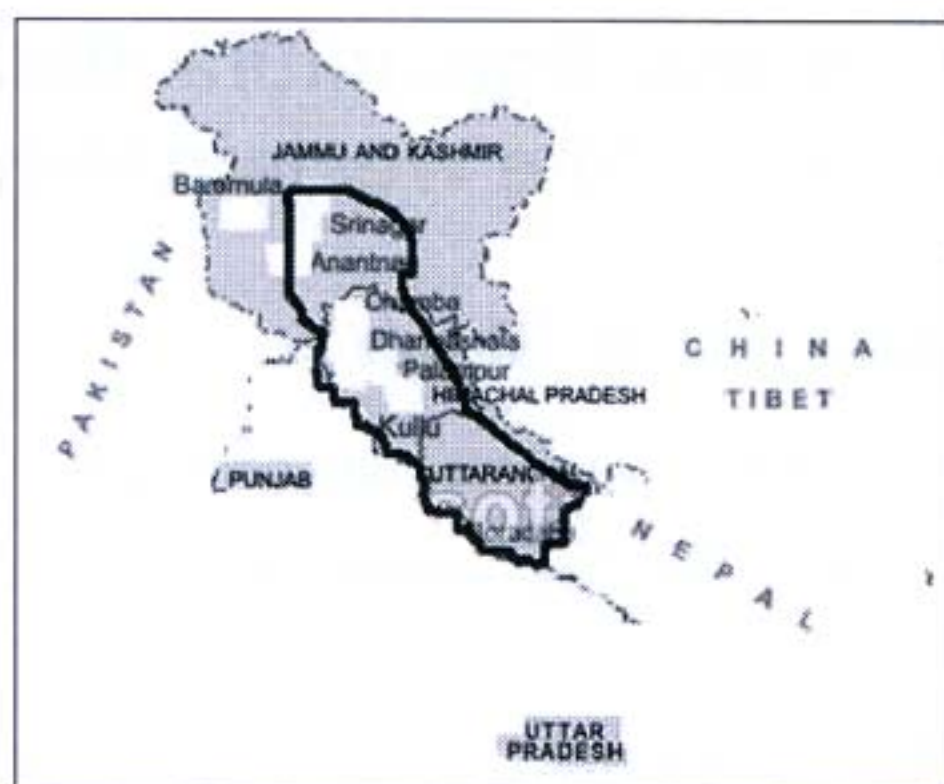 JAMMU AND KASHMIR
Baramula
Srinagar
Anantnag
Chamba
Dharmashala
Palampur
HIMACHAL PRADESH
Kullu
UTTARANCHAL
PUNJAB
PAKISTAN
CHINA
TIBET
NEPAL
UTTAR
PRADESH